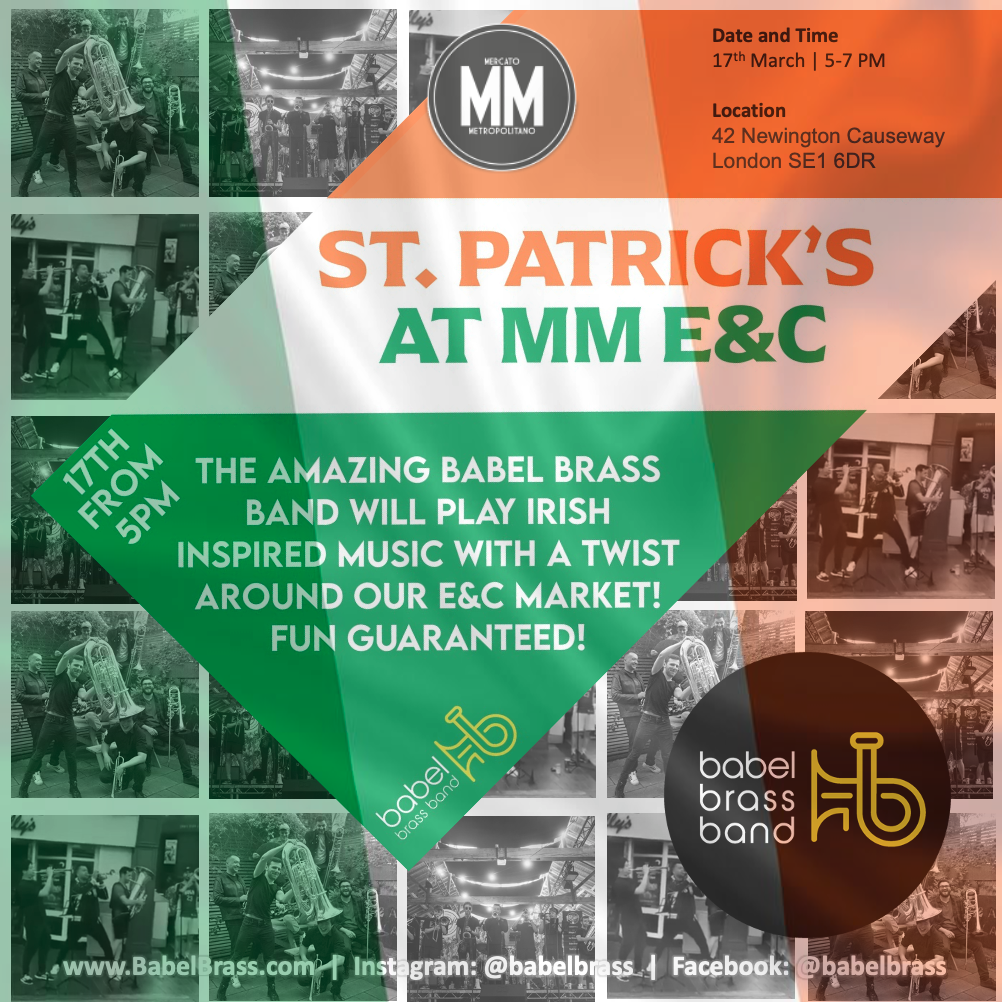 MERCATO
MM
METROPOLITANO
Date and Time
17th March | 5-7 PM
Location
42 Newington Causeway
London SE1 6DR
ST. PATRICK'S
AT MM E&C
17TH
FROM
5PM
THE AMAZING BABEL BRASS
BAND WILL PLAY IRISH
INSPIRED MUSIC WITH A TWIST
AROUND OUR E&C MARKET!
FUN GUARANTEED!
babel
brass band
babel
brass
band
www.BabelBrass.com | Instagram: @babelbrass | Facebook: @babelbrass